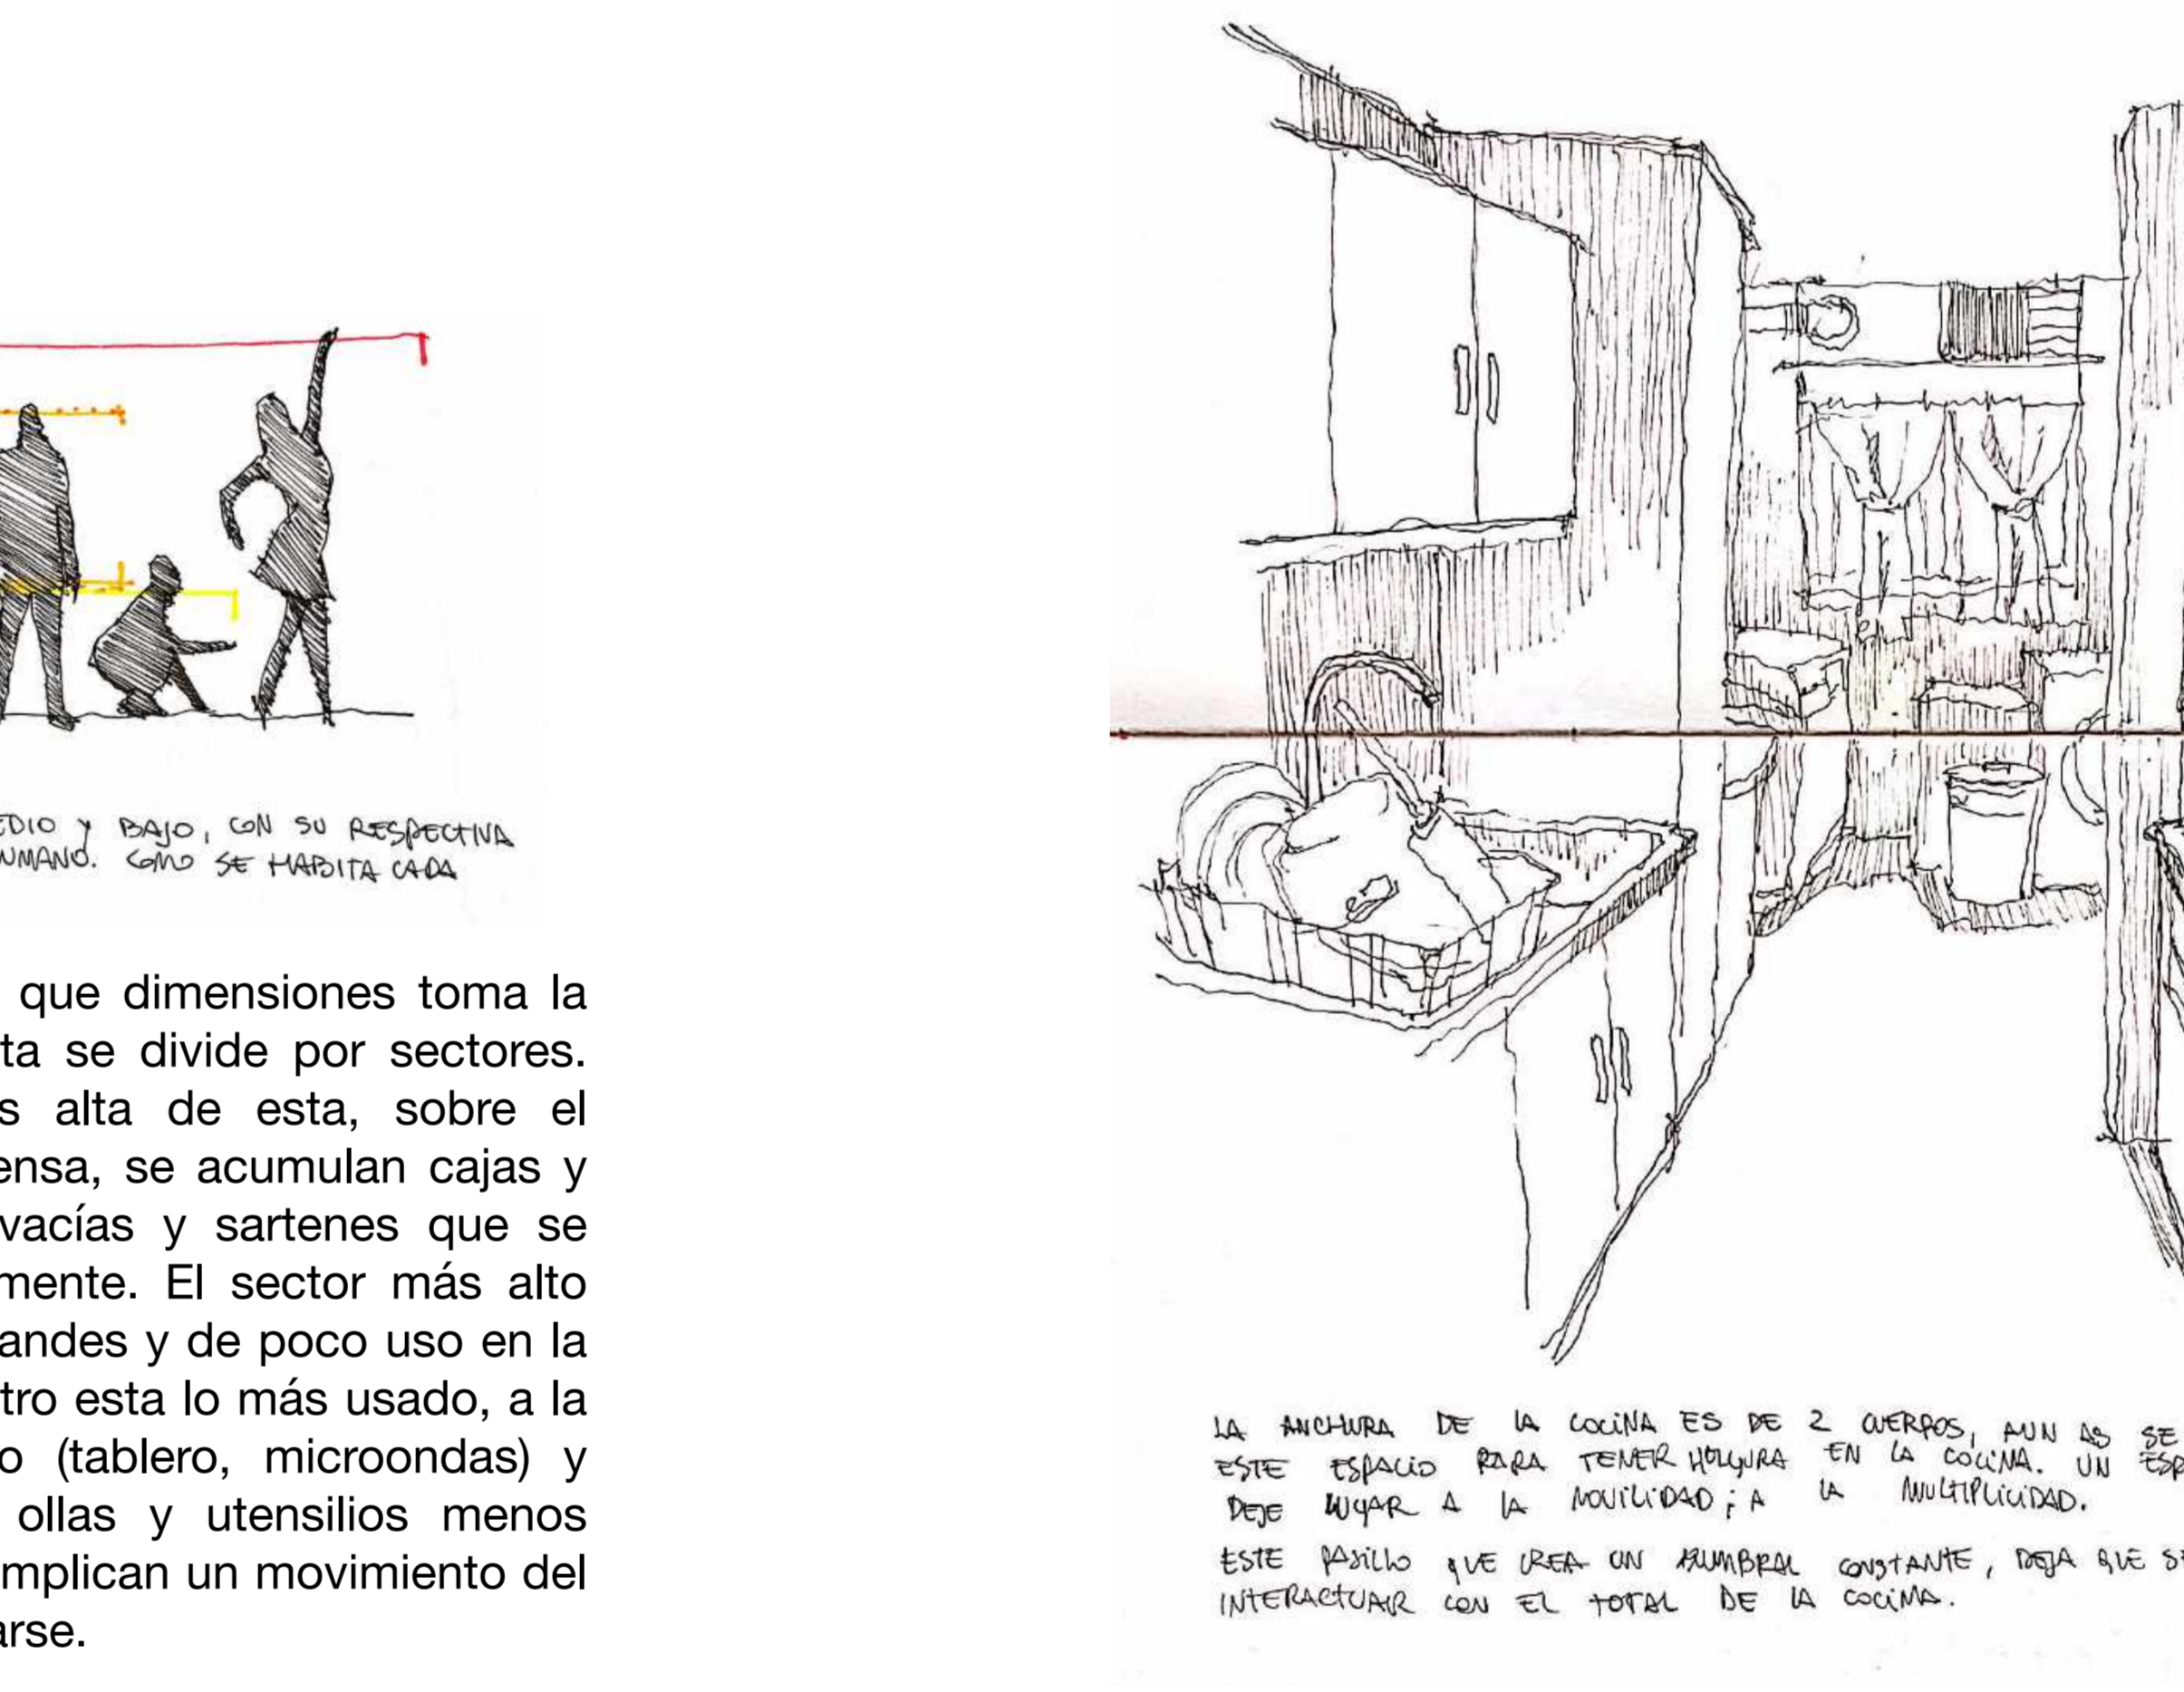 EDIO Y BAJO, CON SU RESPECTIVA
UMANO. COMO SE HABITA CADA
que dimensiones toma la
ta se divide por sectores.
s alta de esta, sobre el
ensa, se acumulan cajas y
vacías y sartenes que se
mente. El sector más alto
andes y de poco uso en la
tro esta lo más usado, a la
o (tablero, microondas) y
ollas y utensilios menos
mplican un movimiento del
arse.
LA ANCHURA DE LA COCINA ES DE 2 CUERPOS, AUN AS SE
ESTE ESPACIO PARA TENER HOLGURA EN LA COCINA. UN ESP
DEJE LUGAR A LA MOVILIDAD; A LA MULTIPLICIDAD.
ESTE PASILLO QUE CREA UN CONSTANTE, DEJA QUE SE
INTERACTUAR CON EL TOTAL DE LA COCINA.